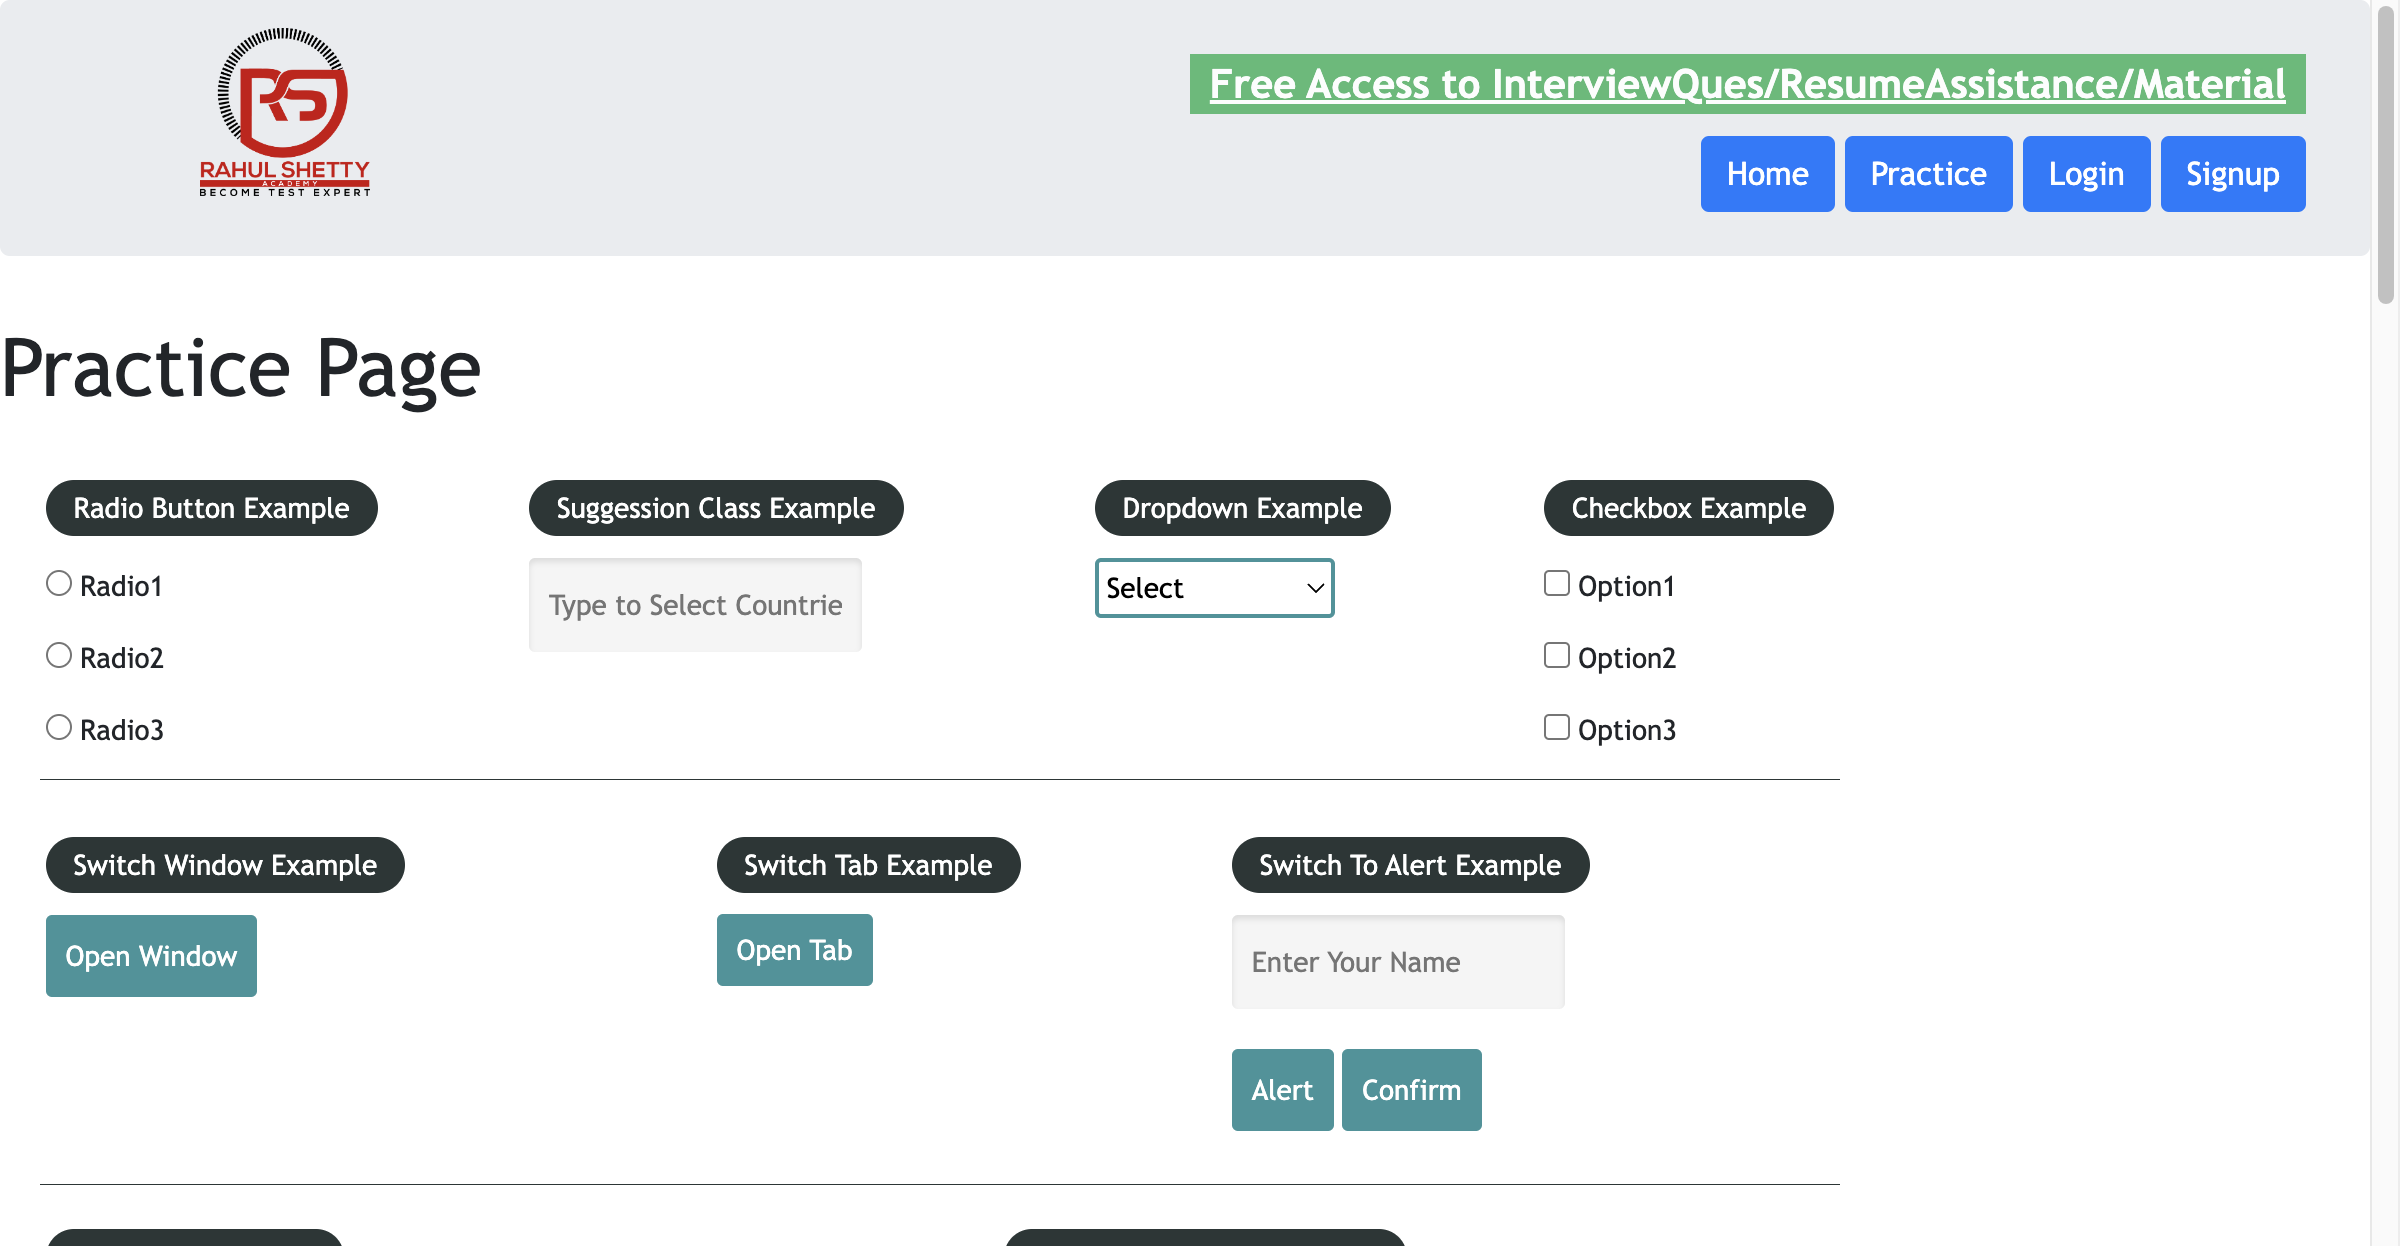 RAHUL SHETTY
ACADEMY
BECOME TEST EXPERT
Free Access to InterviewQues/ResumeAssistance/Material
Home Practice Login Signup
Practice Page
Radio Button Example Suggession Class Example Dropdown Example Checkbox Example
Radio1 Type to Select Countrie Select Option1
Radio2 Option2
Radio3 Option3
Switch Window Example Switch Tab Example Switch To Alert Example
Open Window Open Tab Enter Your Name
Alert Confirm